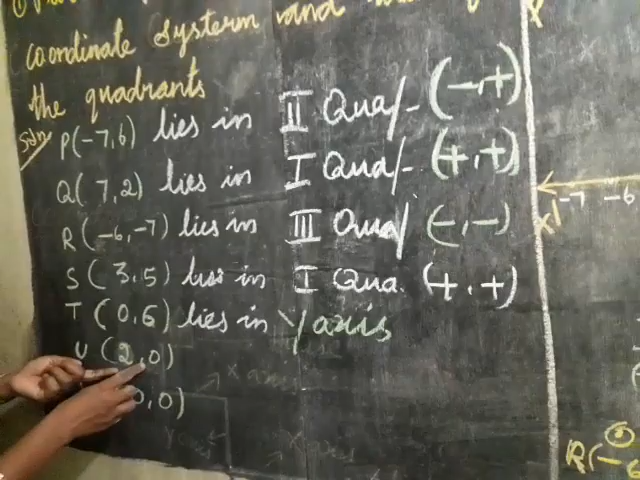 coordinate systerm and
the quadrants
Soln
P(-7,6) lies in II Qua/- (-,+)
Q(7,2) lies in I Qua/- (+,+)
R(-6,-7) lies in III Qua/ (-,-)
S(3,5) lies in I Qua. (+,+)
T(0,6) lies in Y axis
U(2,0)
0,0)
x axis
X'
-7 -6
R(-6